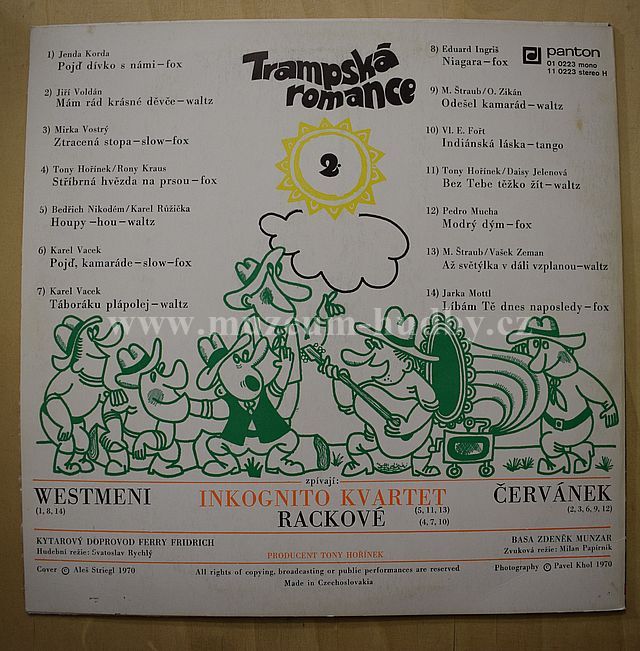 Trampská
romance
2.
1) Jenda Korda
Pojď dívko s námi–fox
2) Jiří Voldán
Mám rád krásné děvče–waltz
3) Mirka Vostrý
Ztracená stopa–slow–fox
4) Tony Hořínek/Rony Kraus
Stříbrná hvězda na prsou–fox
5) Bedřich Nikodém/Karel Růžička
Houpy–hou–waltz
6) Karel Vacek
Pojď, kamaráde–slow–fox
7) Karel Vacek
Táboráku plápolej–waltz
8) Eduard Ingriš
Niagara–fox
9) M. Štraub/O. Zikán
Odešel kamarád–waltz
10) Vl. E. Fořt
Indiánská láska–tango
11) Tony Hořínek/Daisy Jelenová
Bez Tebe těžko žít–waltz
12) Pedro Mucha
Modrý dým–fox
13) M. Štraub/Vašek Zeman
Až světýlka v dáli vzplanou–waltz
14) Jarka Mottl
Líbám Tě dnes naposledy–fox
panton
01 0223 mono
11 0223 stereo H
www.muzeum-hudby.cz
zpívají:
WESTMENI
(1, 8, 14)
INKOGNITO KVARTET
(5, 11, 13)
RACKOVÉ
(4, 7, 10)
ČERVÁNEK
(2, 3, 6, 9, 12)
KYTAROVÝ DOPROVOD FERRY FRIDRICH
Hudební režie: Svatoslav Rychlý
PRODUCENT TONY HOŘÍNEK
BASA ZDENĚK MUNZAR
Zvuková režie: Milan Papírník
Cover © Aleš Striegl 1970
All rights of copying, broadcasting or public performances are reserved
Made in Czechoslovakia
Photography © Pavel Khol 1970